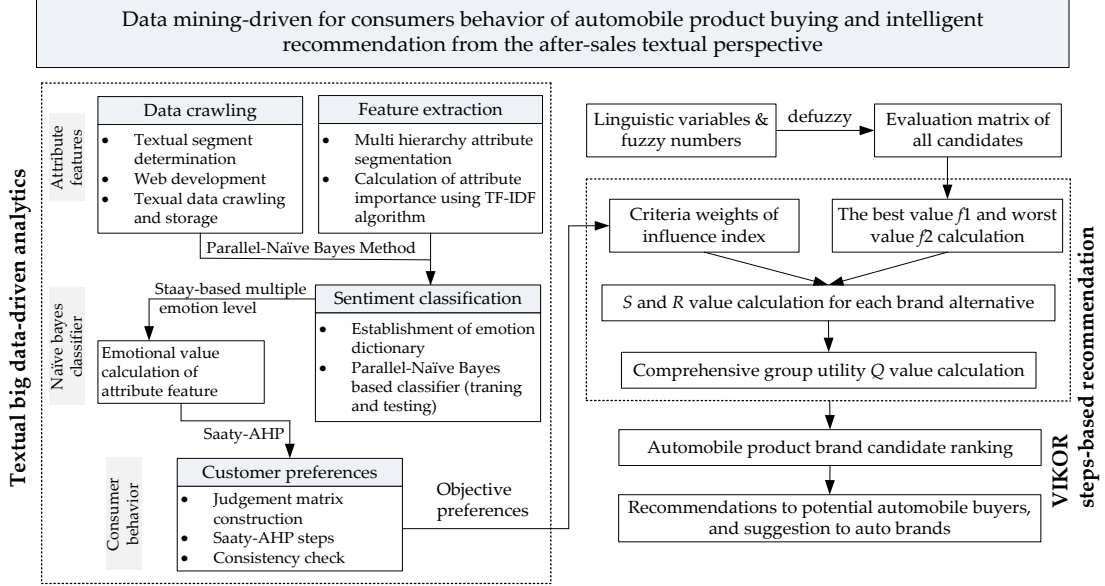 Data mining-driven for consumers behavior of automobile product buying and intelligent
recommendation from the after-sales textual perspective
Textual big data-driven analytics
Attribute
features
Data crawling
• Textual segment
determination
• Web development
• Texual data crawling
and storage
Feature extraction
• Multi hierarchy attribute
segmentation
• Calculation of attribute
importance using TF-IDF
algorithm
Parallel-Naïve Bayes Method
Naïve bayes
classifier
Staay-based multiple
emotion level
Sentiment classification
• Establishment of emotion
dictionary
• Parallel-Naïve Bayes
based classifier (traning
and testing)
Emotional value
calculation of
attribute feature
Saaty-AHP
Consumer
behavior
Customer preferences
• Judgement matrix
construction
• Saaty-AHP steps
• Consistency check
Objective
preferences
Linguistic variables &
fuzzy numbers
defuzzy
Evaluation matrix of
all candidates
Criteria weights of
influence index
The best value f1 and worst
value f2 calculation
S and R value calculation for each brand alternative
Comprehensive group utility Q value calculation
Automobile product brand candidate ranking
Recommendations to potential automobile buyers,
and suggestion to auto brands
VIKOR
steps-based recommendation